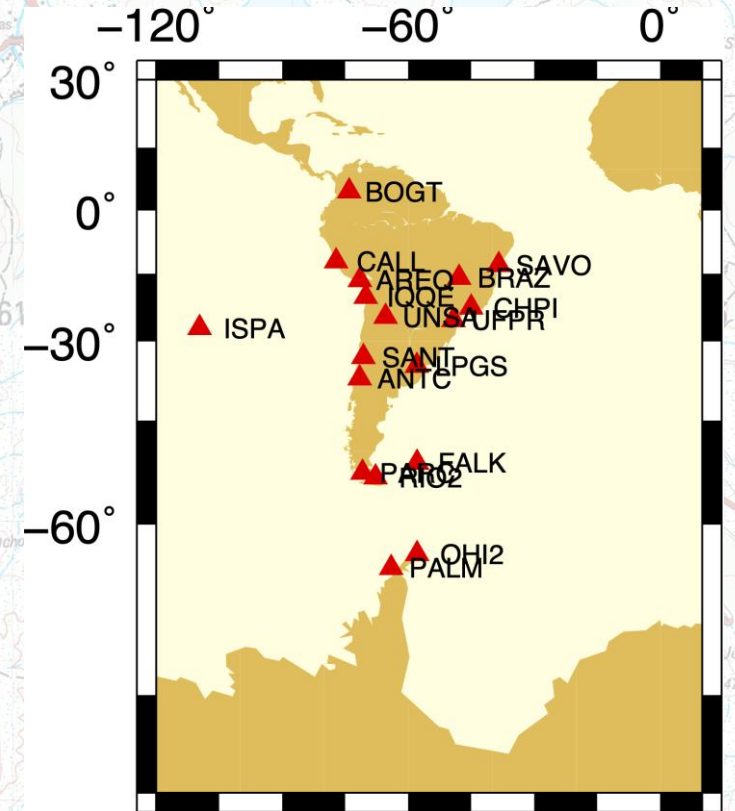 −120° −60° 0°
30°
BOGT
0°
CALL
SAVO
AREQ
BRAZ
IQQE
CHPI
UNSA
UFPR
ISPA
−30°
SANT
LPGS
ANTC
FALK
PARC
RIO2
−60°
OHI2
PALM
61